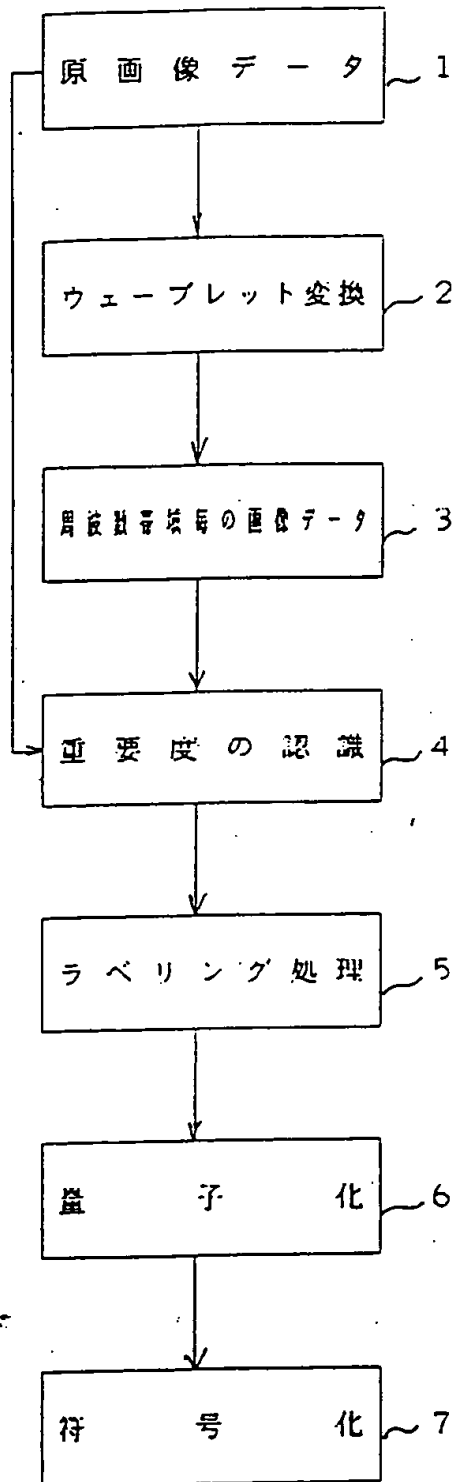 原画像データ 1
ウェーブレット変換 2
周波数帯域毎の画像データ 3
重要度の認識 4
ラベリング処理 5
量子化 6
符号化 7